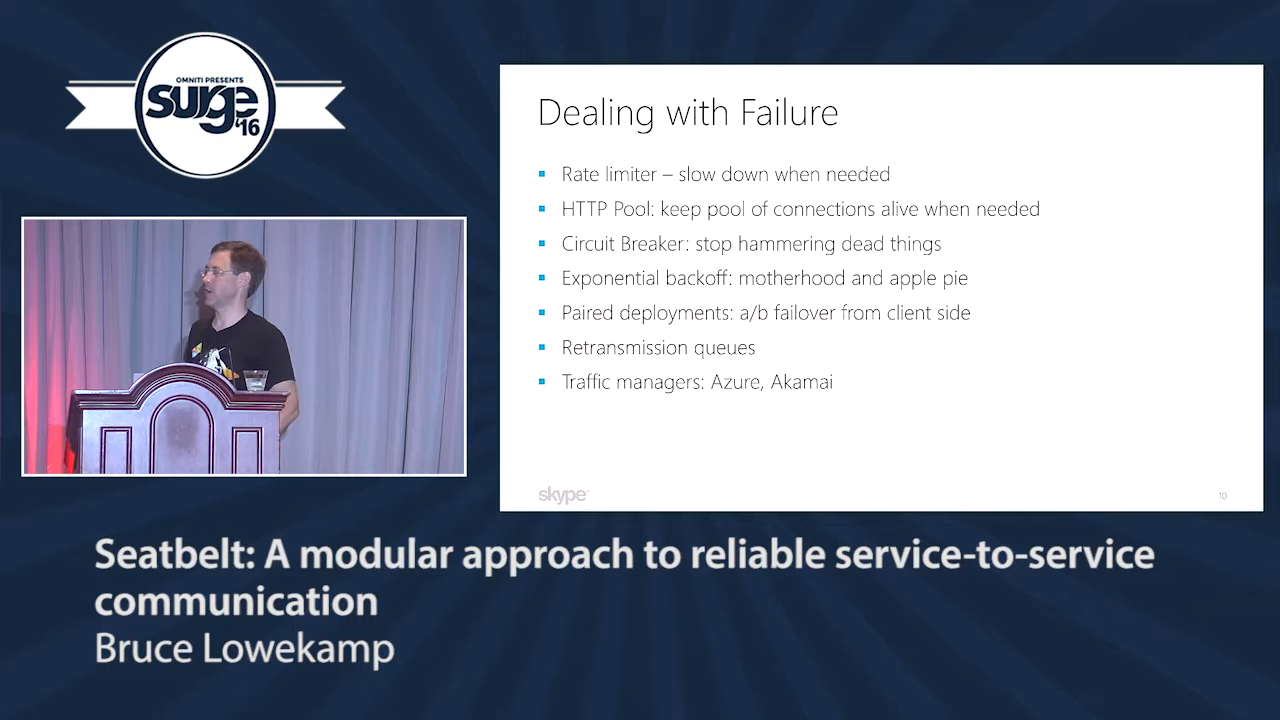 OMNITI PRESENTS
surge
'16
Dealing with Failure
Rate limiter – slow down when needed
HTTP Pool: keep pool of connections alive when needed
Circuit Breaker: stop hammering dead things
Exponential backoff: motherhood and apple pie
Paired deployments: a/b failover from client side
Retransmission queues
Traffic managers: Azure, Akamai
skype
10
Seatbelt: A modular approach to reliable service-to-service
communication
Bruce Lowekamp